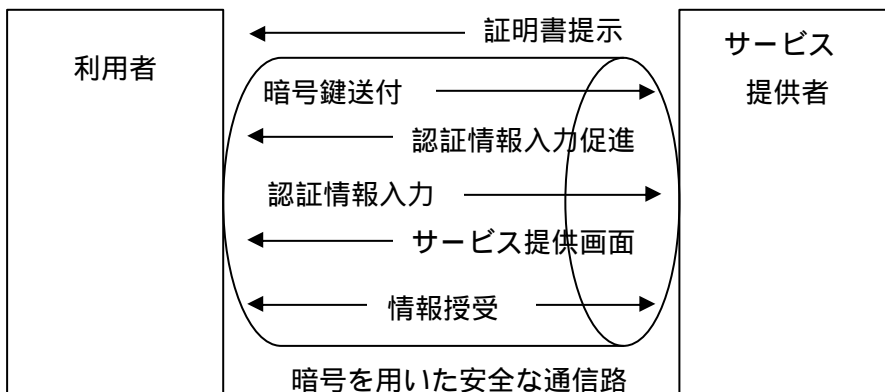 証明書提示
利用者
サービス
提供者
暗号鍵送付
認証情報入力促進
認証情報入力
サービス提供画面
情報授受
暗号を用いた安全な通信路